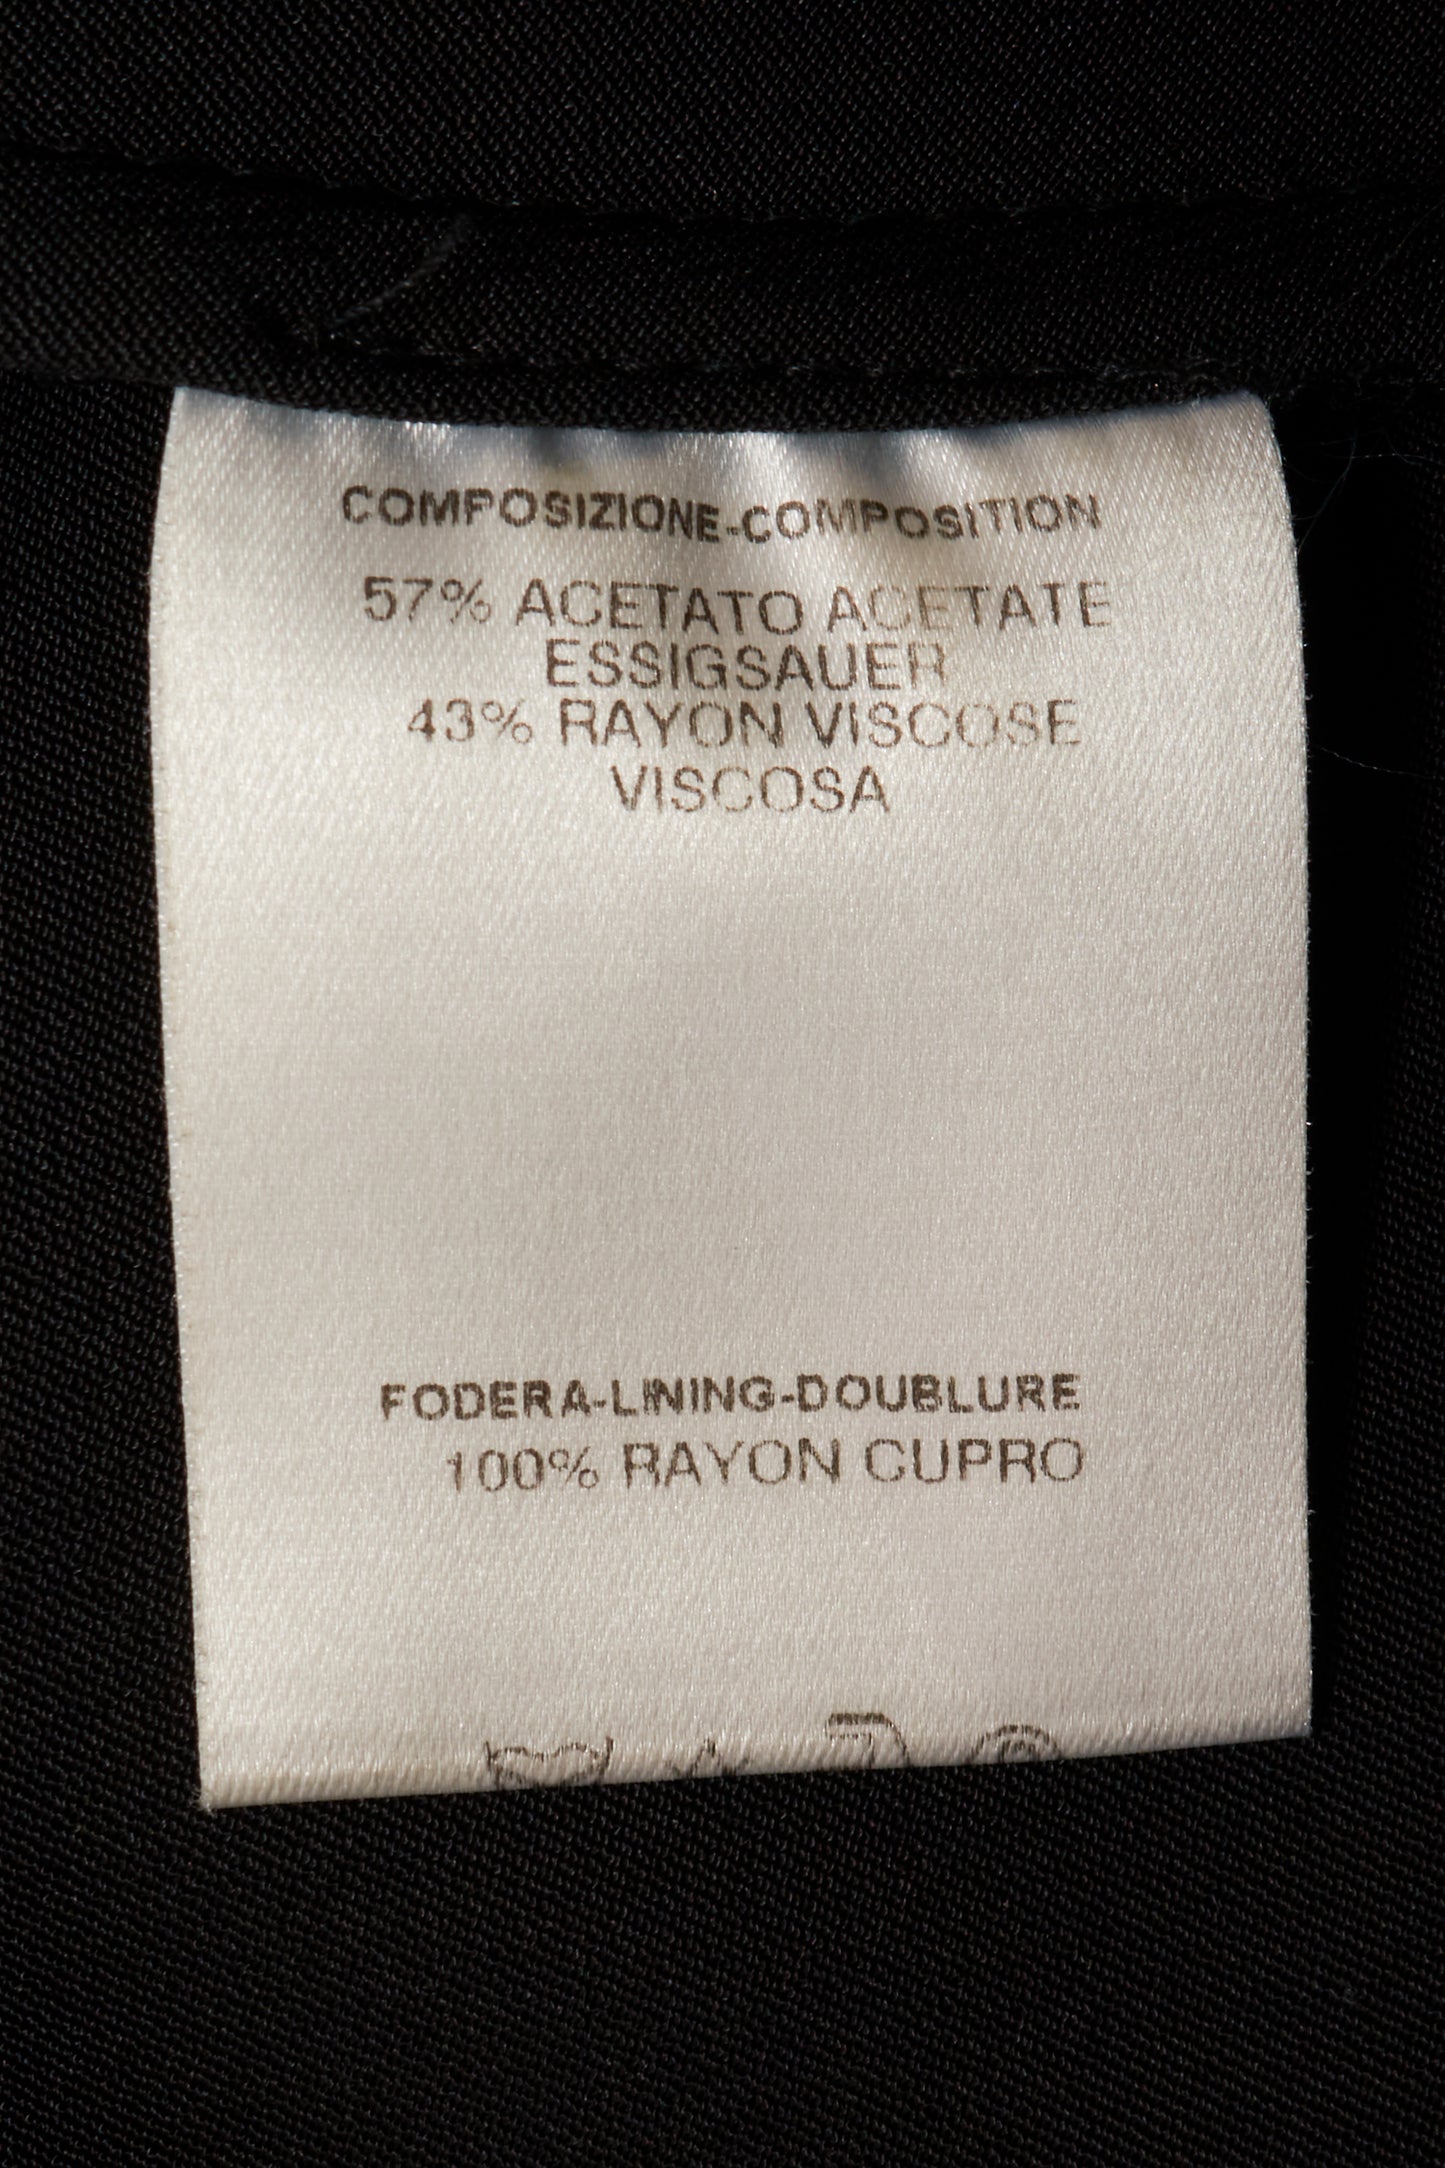 COMPOSIZIONE-COMPOSITION
57% ACETATO ACETATE
ESSIGSAUER
43% RAYON VISCOSE
VISCOSA
FODERA-LINING-DOUBLURE
100% RAYON CUPRO